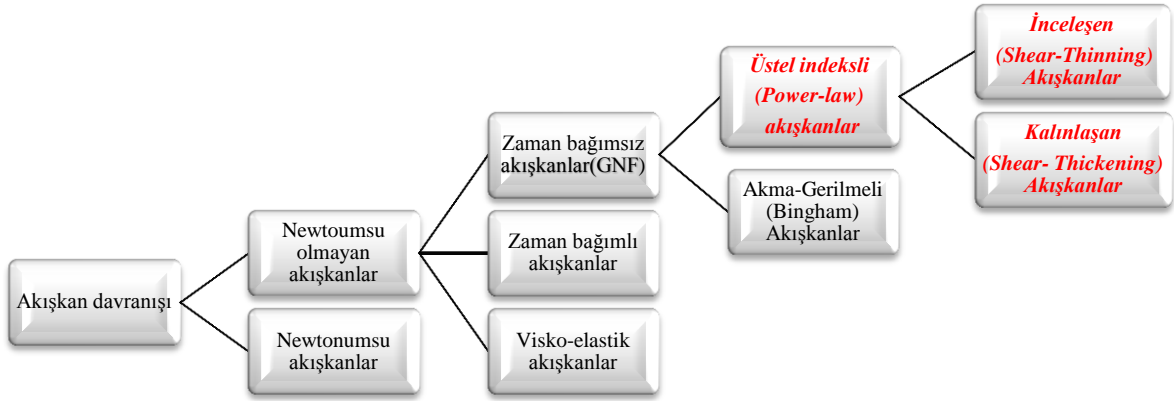 Akışkan davranışı
Newtoumsu
olmayan
akışkanlar
Newtonumsu
akışkanlar
Zaman bağımsız
akışkanlar(GNF)
Zaman bağımlı
akışkanlar
Visko-elastik
akışkanlar
Üstel indeksli
(Power-law)
akışkanlar
Akma-Gerilmeli
(Bingham)
Akışkanlar
İnceleşen
(Shear-Thinning)
Akışkanlar
Kalınlaşan
(Shear- Thickening)
Akışkanlar